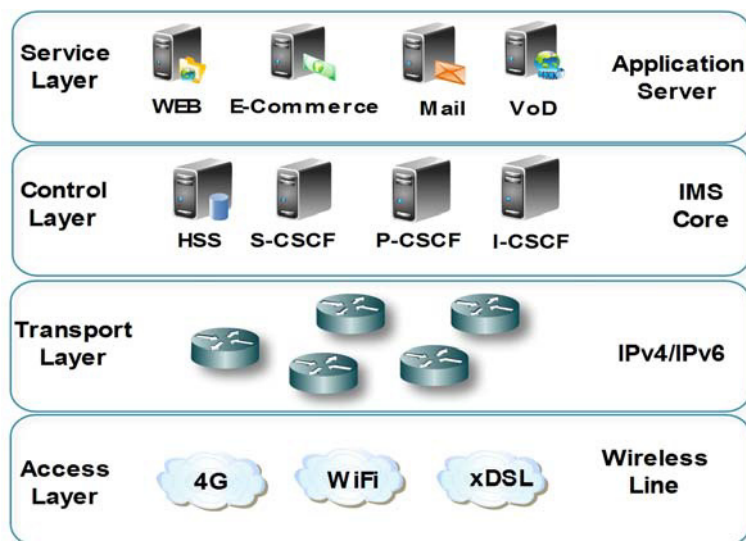 Service
Layer
WEB
E-Commerce
Mail
VoD
Application
Server
Control
Layer
HSS
S-CSCF
P-CSCF
I-CSCF
IMS
Core
Transport
Layer
IPv4/IPv6
Access
Layer
4G
WiFi
xDSL
Wireless
Line